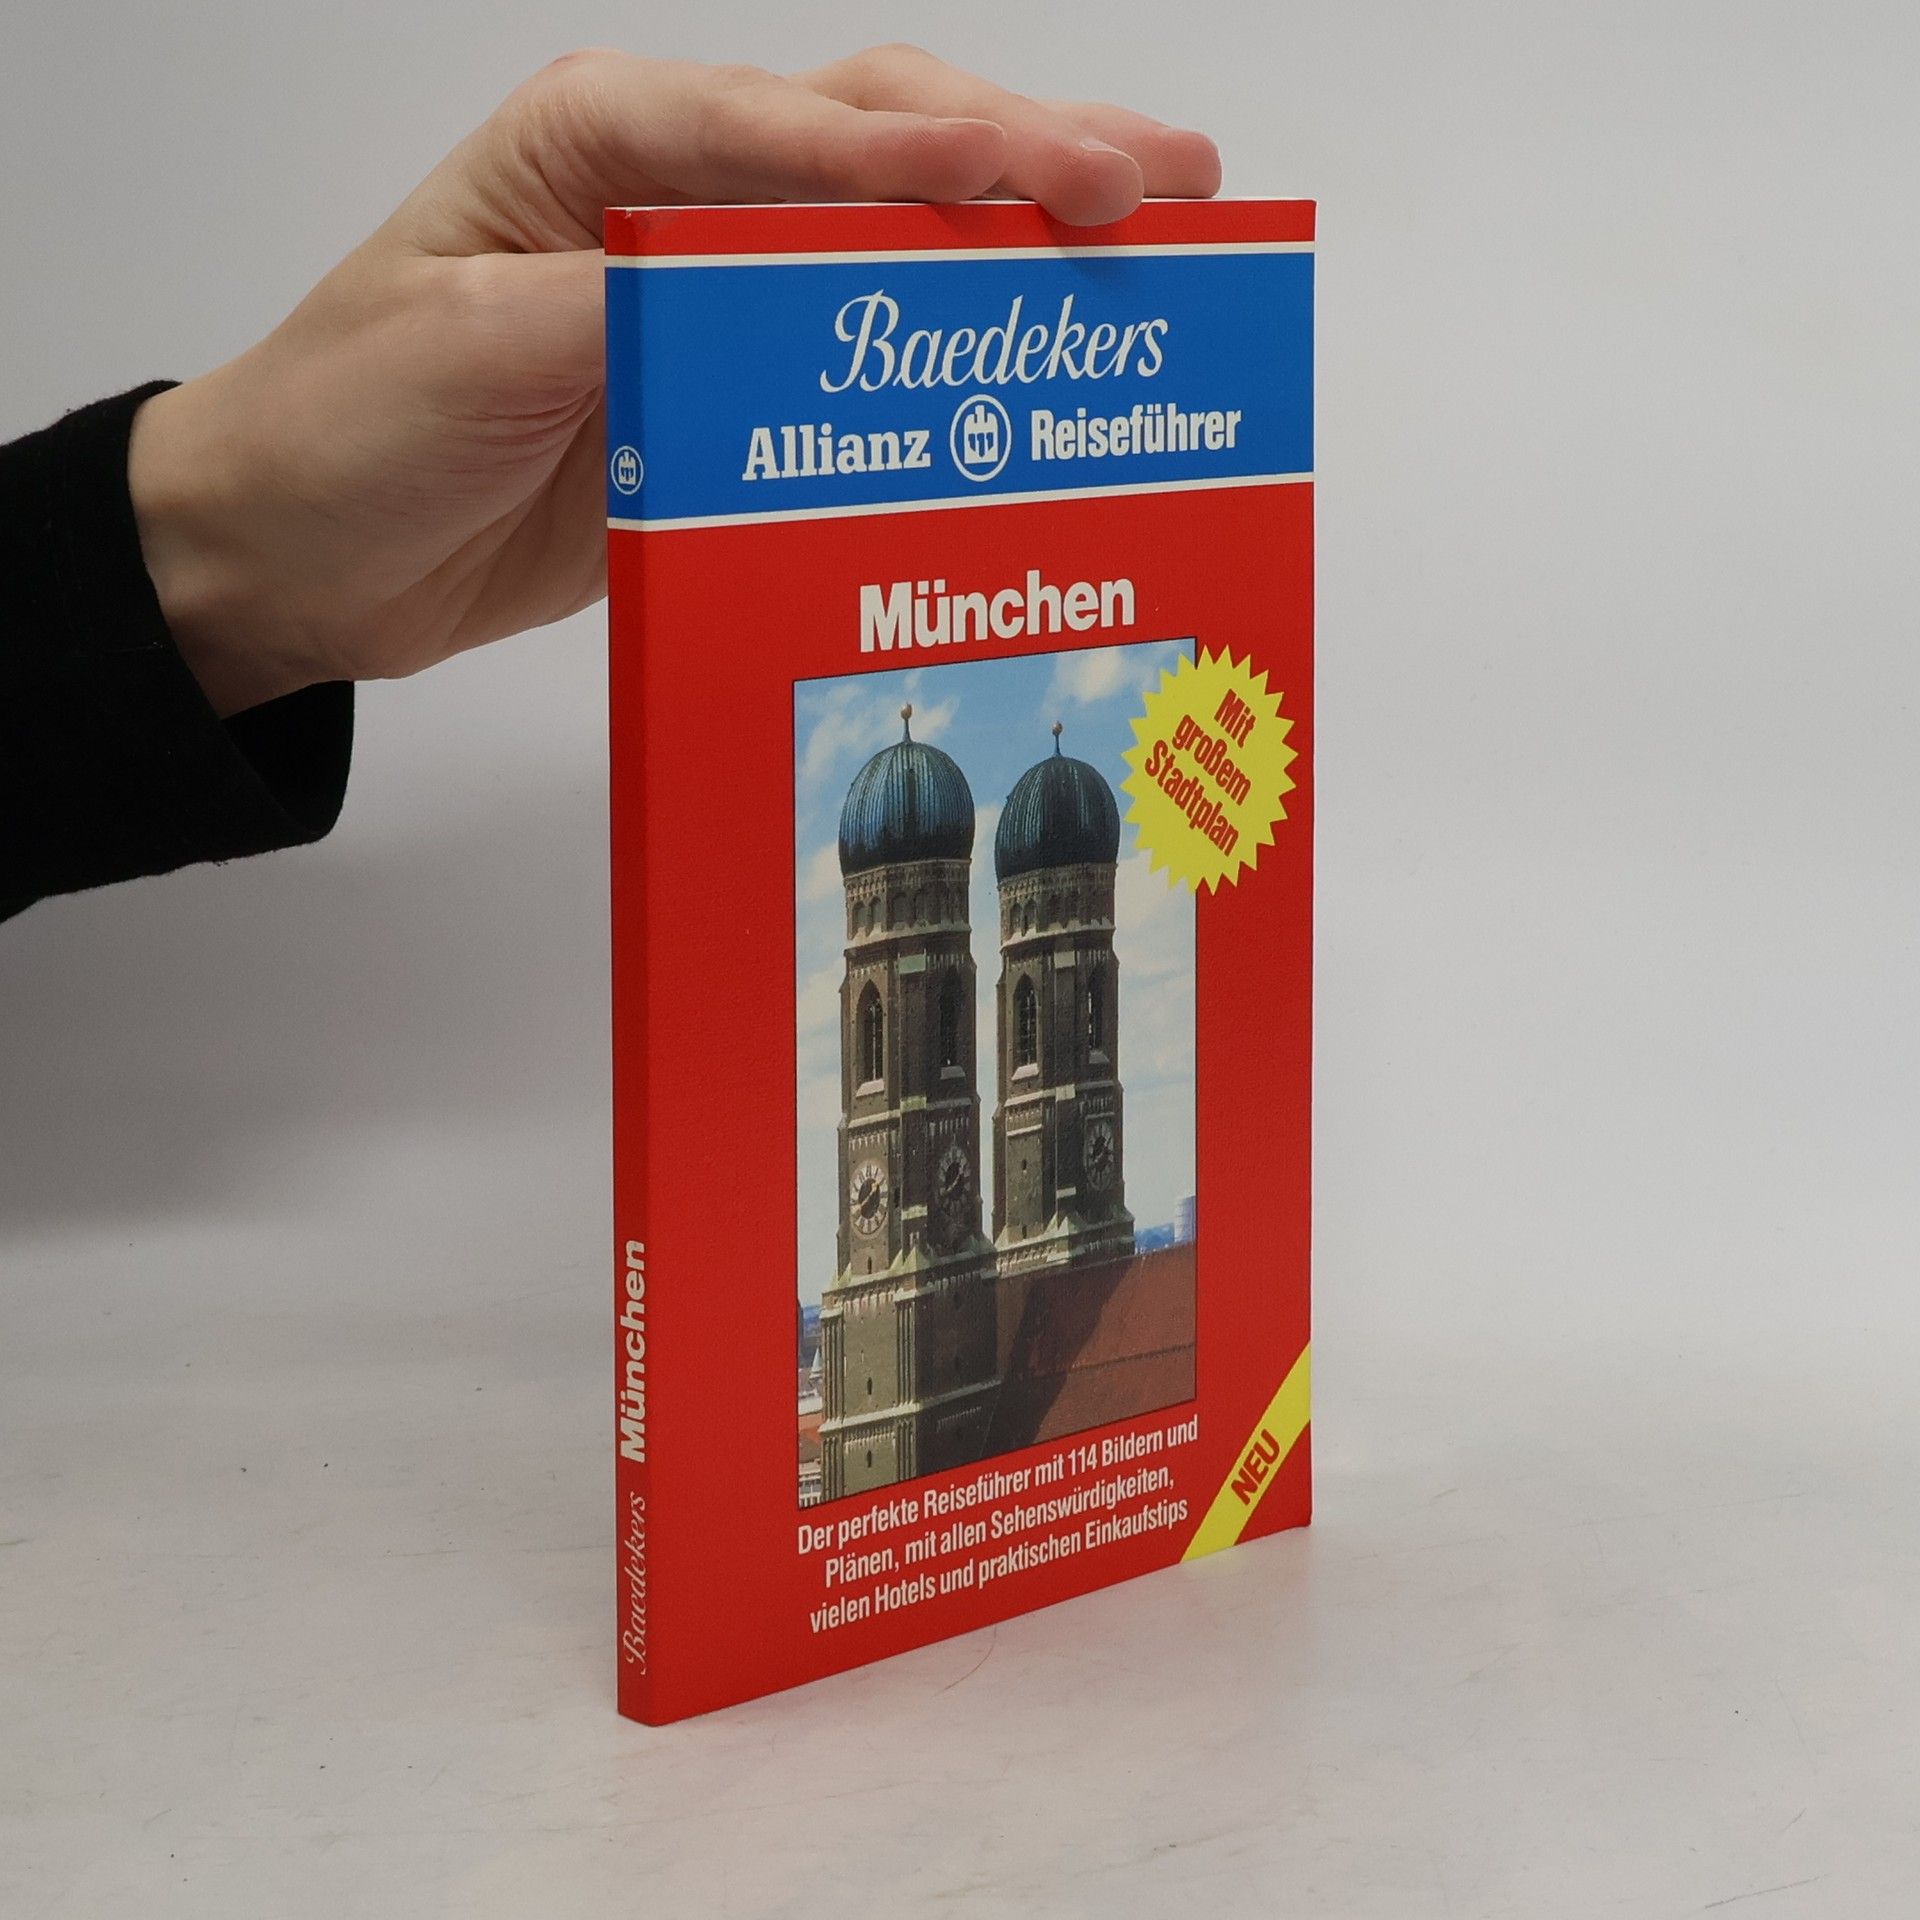 Baedekers
Allianz Reiseführer
München
Mit
großem
Stadtplan
Der perfekte Reiseführer mit 114 Bildern und
Plänen, mit allen Sehenswürdigkeiten,
vielen Hotels und praktischen Einkaufstips
NEU
Baedekers München